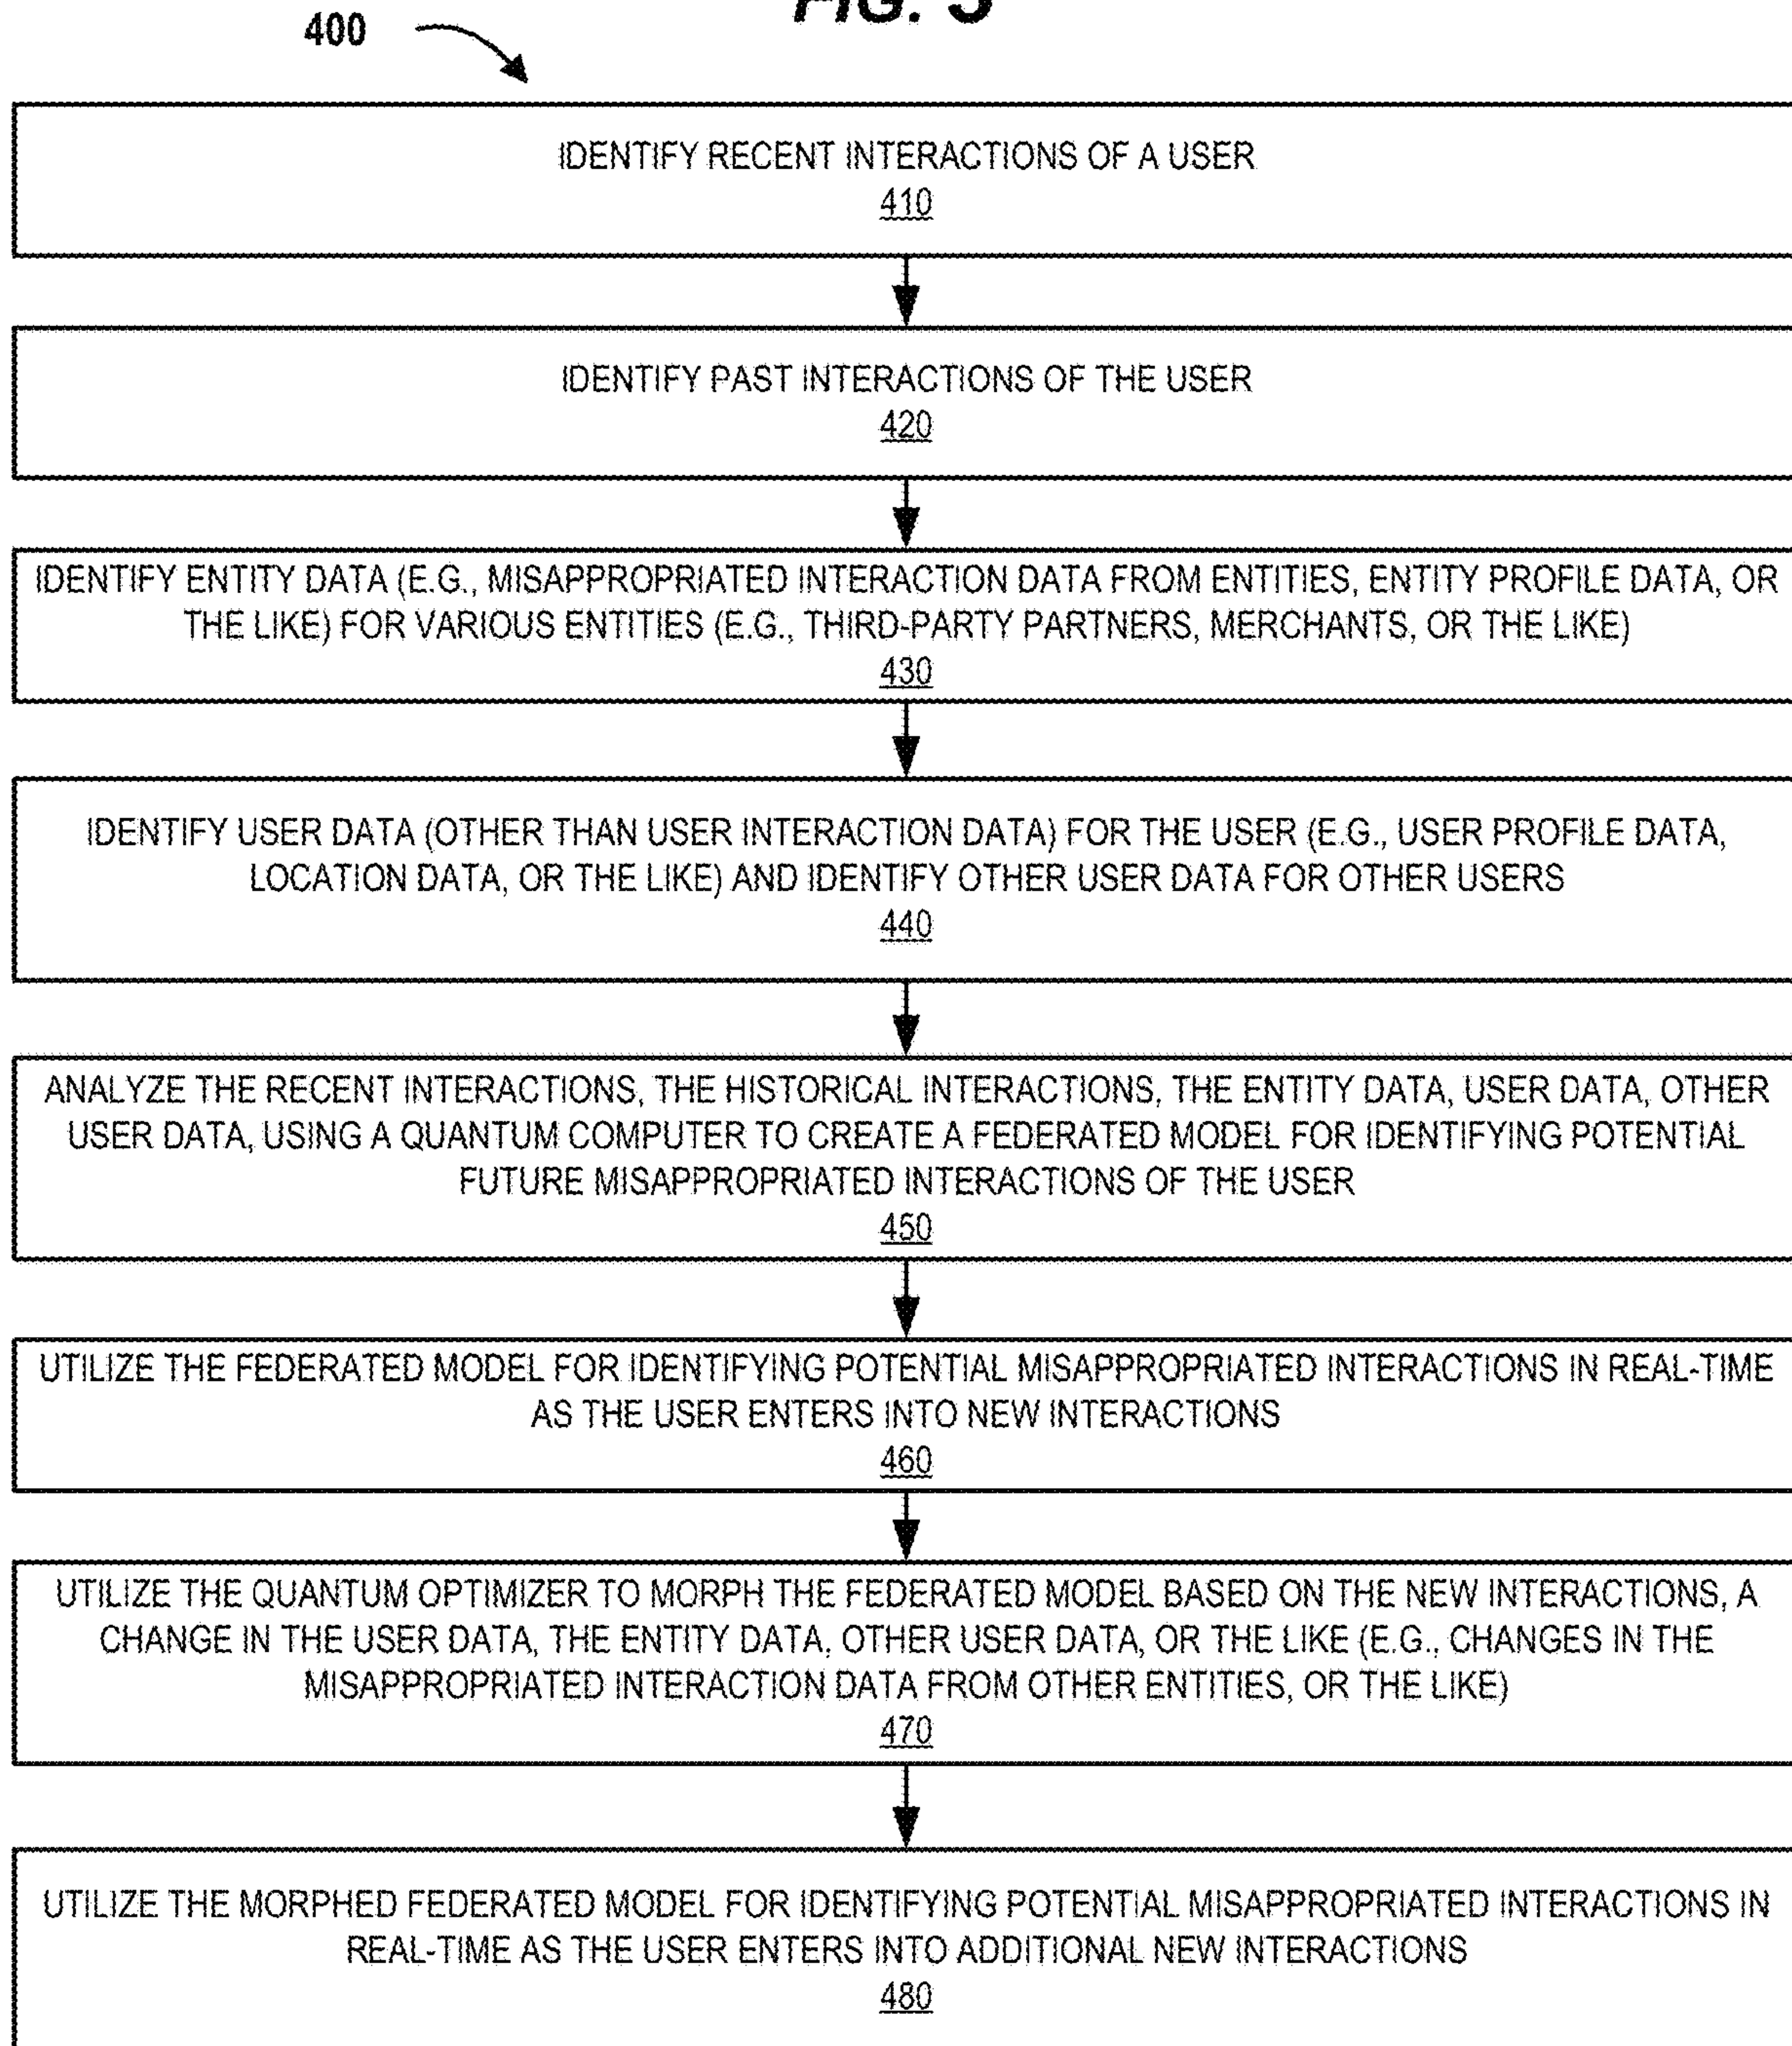 FIG. 3
400
IDENTIFY RECENT INTERACTIONS OF A USER
410
IDENTIFY PAST INTERACTIONS OF THE USER
420
IDENTIFY ENTITY DATA (E.G., MISAPPROPRIATED INTERACTION DATA FROM ENTITIES, ENTITY PROFILE DATA, OR
THE LIKE) FOR VARIOUS ENTITIES (E.G., THIRD-PARTY PARTNERS, MERCHANTS, OR THE LIKE)
430
IDENTIFY USER DATA (OTHER THAN USER INTERACTION DATA) FOR THE USER (E.G., USER PROFILE DATA,
LOCATION DATA, OR THE LIKE) AND IDENTIFY OTHER USER DATA FOR OTHER USERS
440
ANALYZE THE RECENT INTERACTIONS, THE HISTORICAL INTERACTIONS, THE ENTITY DATA, USER DATA, OTHER
USER DATA, USING A QUANTUM COMPUTER TO CREATE A FEDERATED MODEL FOR IDENTIFYING POTENTIAL
FUTURE MISAPPROPRIATED INTERACTIONS OF THE USER
450
UTILIZE THE FEDERATED MODEL FOR IDENTIFYING POTENTIAL MISAPPROPRIATED INTERACTIONS IN REAL-TIME
AS THE USER ENTERS INTO NEW INTERACTIONS
460
UTILIZE THE QUANTUM OPTIMIZER TO MORPH THE FEDERATED MODEL BASED ON THE NEW INTERACTIONS, A
CHANGE IN THE USER DATA, THE ENTITY DATA, OTHER USER DATA, OR THE LIKE (E.G., CHANGES IN THE
MISAPPROPRIATED INTERACTION DATA FROM OTHER ENTITIES, OR THE LIKE)
470
UTILIZE THE MORPHED FEDERATED MODEL FOR IDENTIFYING POTENTIAL MISAPPROPRIATED INTERACTIONS IN
REAL-TIME AS THE USER ENTERS INTO ADDITIONAL NEW INTERACTIONS
480